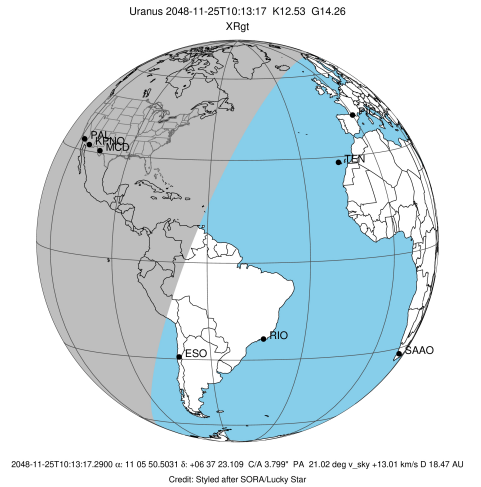 Uranus 2048-11-25T10:13:17 K12.53 G14.26
XRgt
PAL
KPNO
MCD
PIC
TEN
RIO
ESO
SAAO
2048-11-25T10:13:17.2900 α: 11 05 50.5031 δ: +06 37 23.109 C/A 3.799" PA 21.02 deg v_sky +13.01 km/s D 18.47 AU
Credit: Styled after SORA/Lucky Star